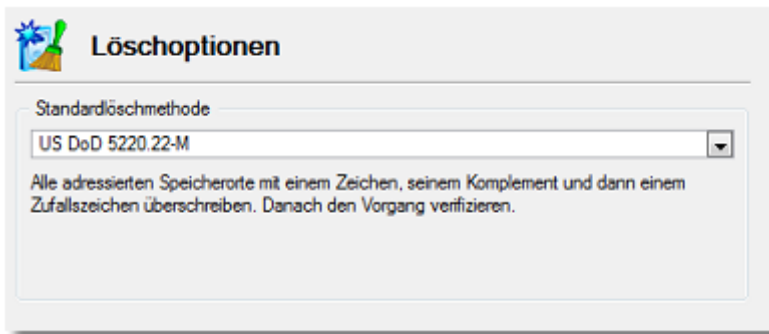 Löschoptionen
Standardlöschmethode
US DoD 5220.22-M
Alle adressierten Speicherorte mit einem Zeichen, seinem Komplement und dann einem
Zufallszeichen überschreiben. Danach den Vorgang verifizieren.